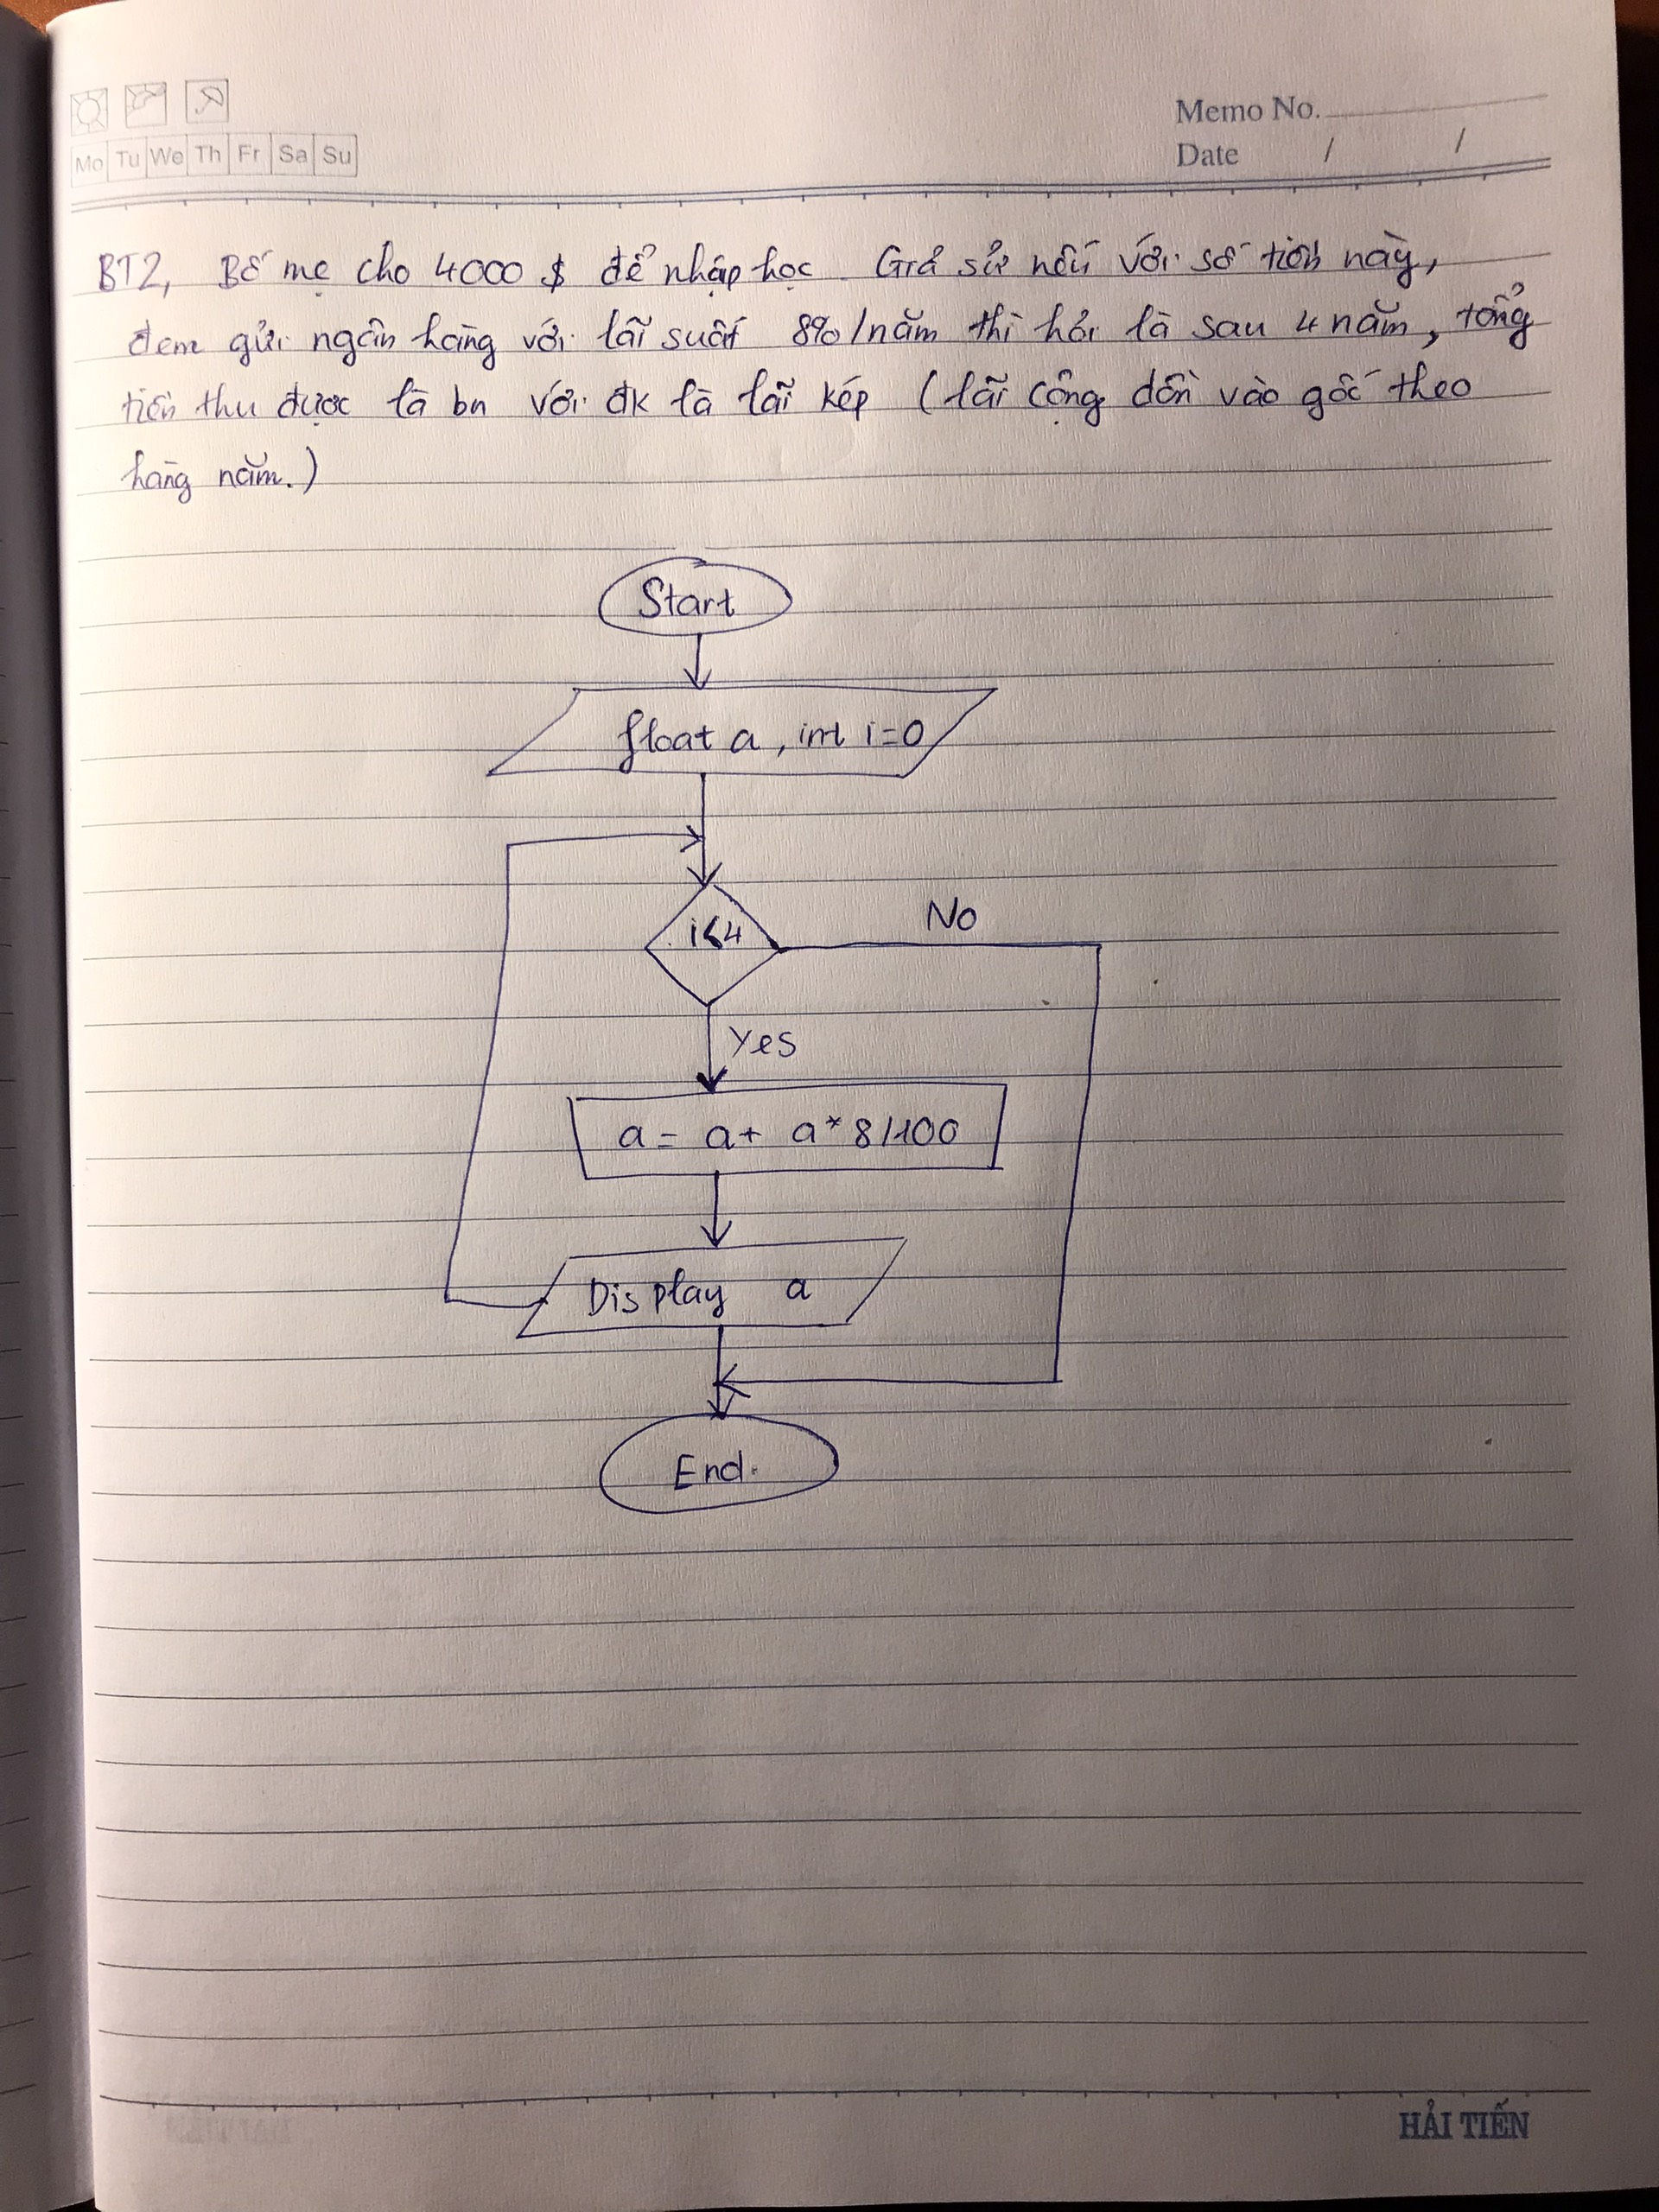 Memo No.
Mo Tu We Th Fr Sa Su
Date / /
BT2, Bố mẹ cho 4000 $ để nhập học. Giả sử nếu với số tiền này,
đem gửi ngân hàng với lãi suất 8%/năm thì hỏi là sau 4 năm, tổng
tiền thu được là bn với đk là lãi kép (lãi cộng dồn vào gốc theo
hàng năm.)
Start
float a, int i=0
i<4
No
Yes
a = a + a * 8/100
Display a
End.
HẢI TIẾN